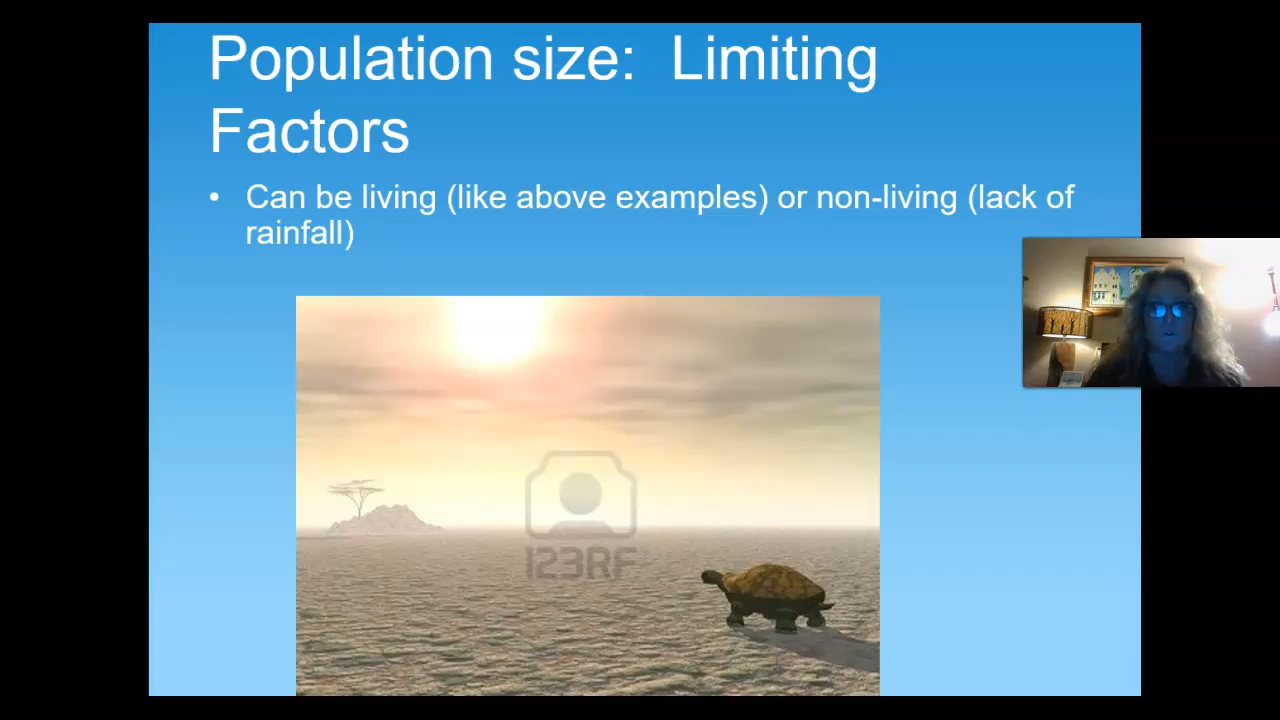 Population size:  Limiting
Factors
• Can be living (like above examples) or non-living (lack of
rainfall)
123RF